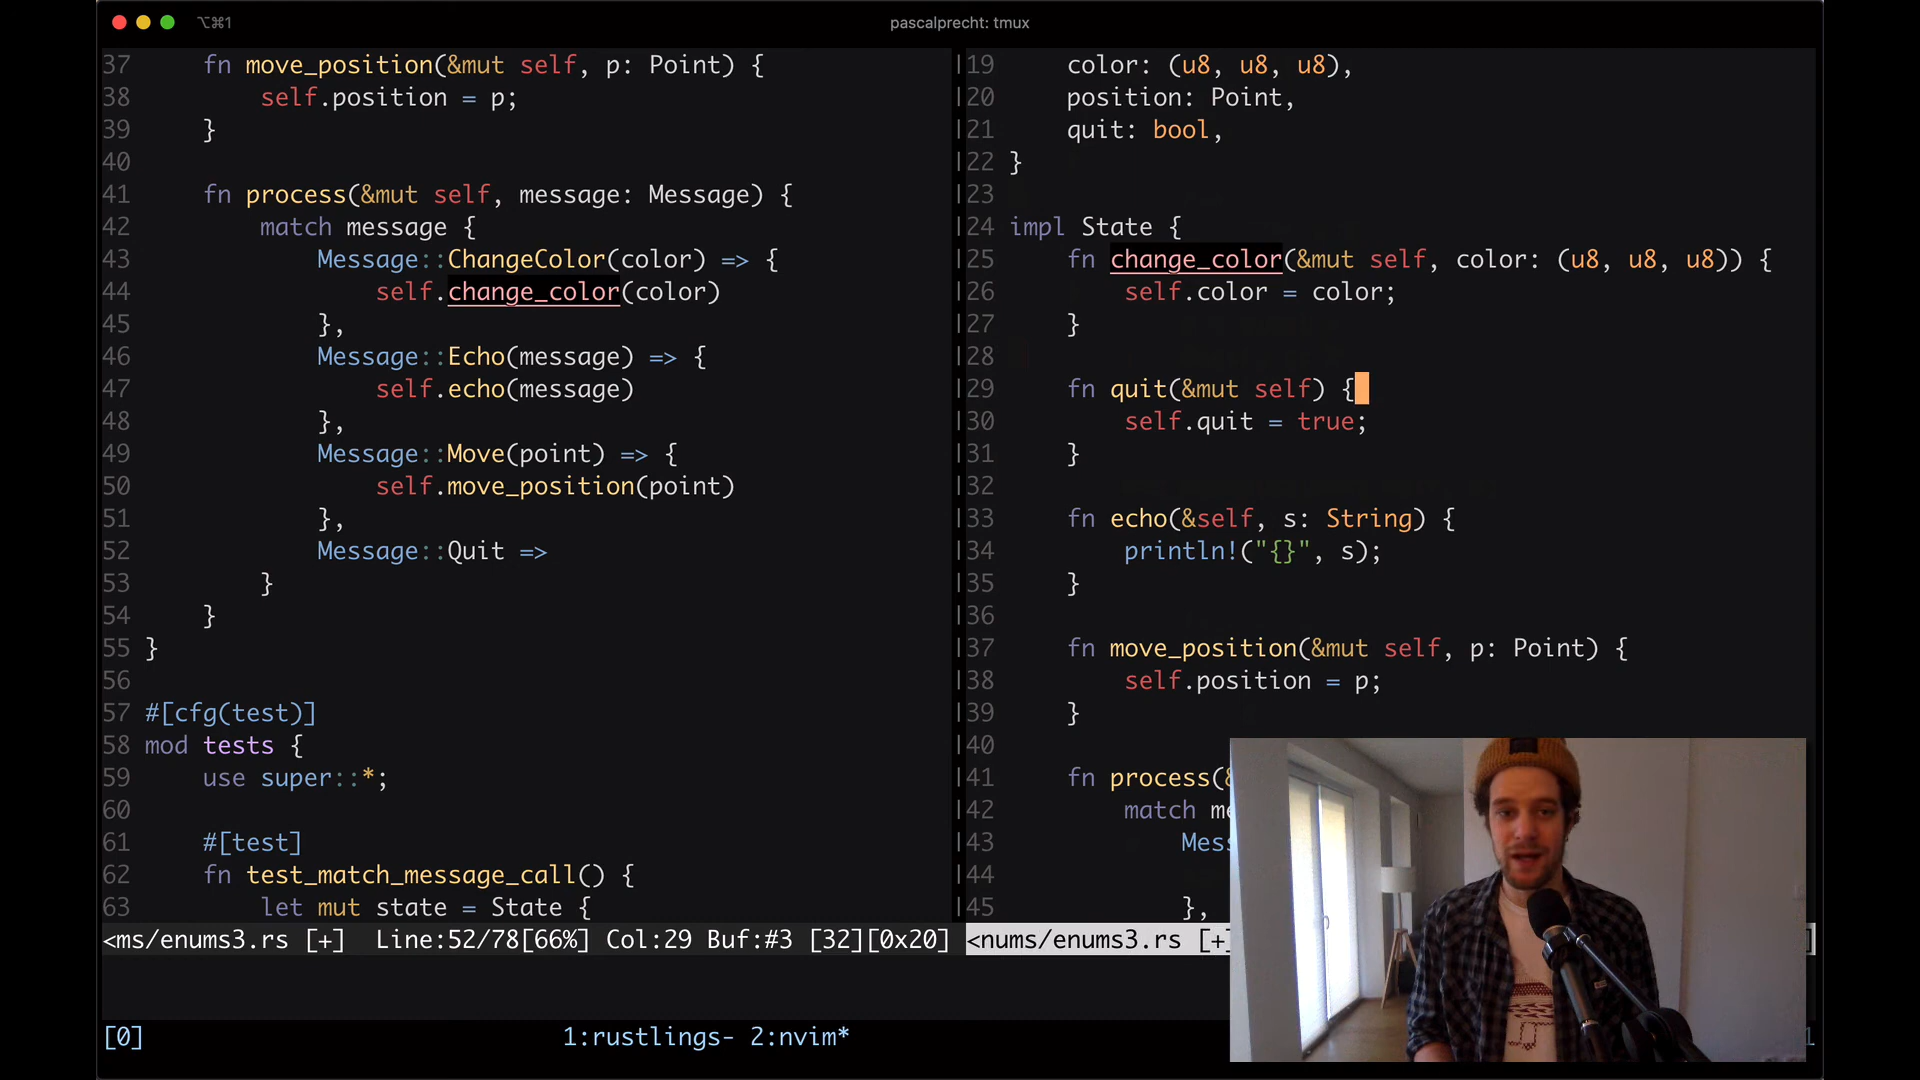 ⌥⌘1
pascalprecht: tmux
37 fn move_position(&mut self, p: Point) {
38 self.position = p;
39 }
40
41 fn process(&mut self, message: Message) {
42 match message {
43 Message::ChangeColor(color) => {
44 self.change_color(color)
45 },
46 Message::Echo(message) => {
47 self.echo(message)
48 },
49 Message::Move(point) => {
50 self.move_position(point)
51 },
52 Message::Quit =>
53 }
54 }
55 }
56
57 #[cfg(test)]
58 mod tests {
59 use super::*;
60
61 #[test]
62 fn test_match_message_call() {
63 let mut state = State {
<ms/enums3.rs [+] Line:52/78[66%] Col:29 Buf:#3 [32][0x20]
|19 color: (u8, u8, u8),
|20 position: Point,
|21 quit: bool,
|22 }
|23
|24 impl State {
|25 fn change_color(&mut self, color: (u8, u8, u8)) {
|26 self.color = color;
|27 }
|28
|29 fn quit(&mut self) {
|30 self.quit = true;
|31 }
|32
|33 fn echo(&self, s: String) {
|34 println!("{}", s);
|35 }
|36
|37 fn move_position(&mut self, p: Point) {
|38 self.position = p;
|39 }
|40
|41 fn process(
|42 match
|43
|44
|45 },
<nums/enums3.rs [+]
[0] 1:rustlings- 2:nvim*